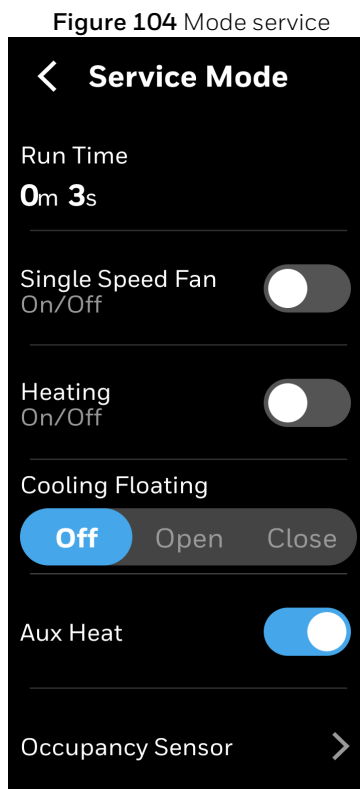 Figure 104 Mode service
Service Mode
Run Time
0m 3s
Single Speed Fan
On/Off
Heating
On/Off
Cooling Floating
Off Open Close
Aux Heat
Occupancy Sensor